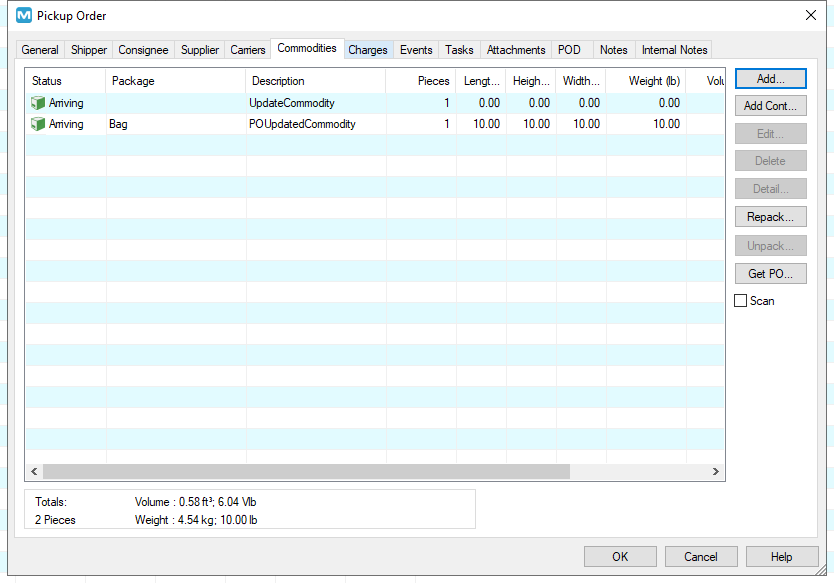 M Pickup Order
General Shipper Consignee Supplier Carriers Commodities Charges Events Tasks Attachments POD Notes Internal Notes
Status Package Description Pieces Lengt... Heigh... Width... Weight (lb) Volu
Arriving UpdateCommodity 1 0.00 0.00 0.00 0.00
Arriving Bag POUpdatedCommodity 1 10.00 10.00 10.00 10.00
Add...
Add Cont...
Edit...
Delete
Detail...
Repack...
Unpack...
Get PO...
Scan
Totals: Volume : 0.58 ft³; 6.04 Vlb
2 Pieces Weight : 4.54 kg; 10.00 lb
OK Cancel Help